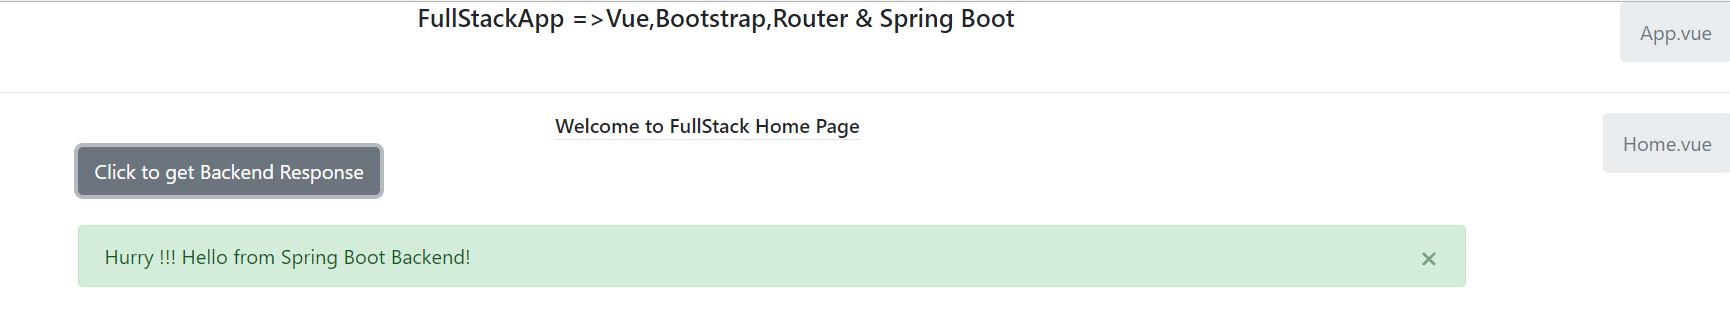 FullStackApp =>Vue,Bootstrap,Router & Spring Boot
App.vue
Welcome to FullStack Home Page
Home.vue
Click to get Backend Response
Hurry !!! Hello from Spring Boot Backend! ×